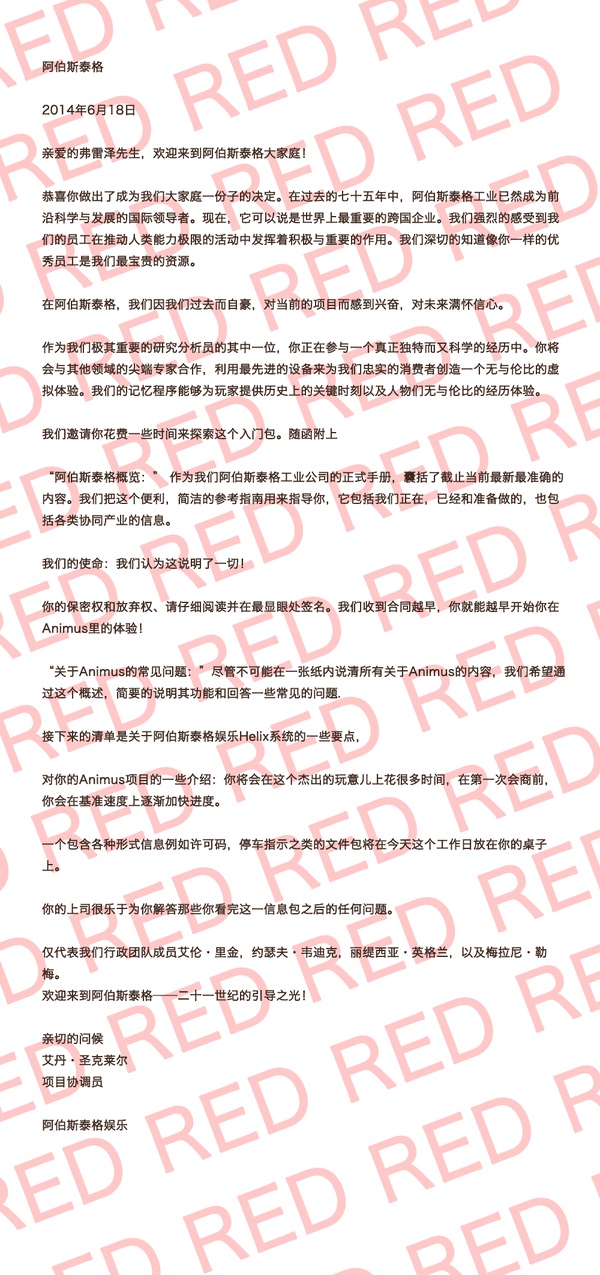 阿伯斯泰格
2014年6月18日
亲爱的弗雷泽先生，欢迎来到阿伯斯泰格大家庭！
恭喜你做出了成为我们大家庭一份子的决定。在过去的七十五年中，阿伯斯泰格工业已然成为前
沿科学与发展的国际领导者。现在，它可以说是世界上最重要的跨国企业。我们强烈的感受到我
们的员工在推动人类能力极限的活动中发挥着积极与重要的作用。我们深切的知道像你一样的优
秀员工是我们最宝贵的资源。
在阿伯斯泰格，我们因我们过去而自豪，对当前的项目而感到兴奋，对未来满怀信心。
作为我们极其重要的研究分析员的其中一位，你正在参与一个真正独特而又科学的经历中。你将
会与其他领域的尖端专家合作，利用最先进的设备来为我们忠实的消费者创造一个无与伦比的虚
拟体验。我们的记忆程序能够为玩家提供历史上的关键时刻以及人物们无与伦比的经历体验。
我们邀请你花费一些时间来探索这个入门包。随函附上
“阿伯斯泰格概览：” 作为我们阿伯斯泰格工业公司的正式手册，囊括了截止当前最新最准确的
内容。我们把这个便利，简洁的参考指南用来指导你，它包括我们正在，已经和准备做的，也包
括各类协同产业的信息。
我们的使命：我们认为这说明了一切！
你的保密权和放弃权、请仔细阅读并在最显眼处签名。我们收到合同越早，你就能越早开始你在
Animus里的体验！
“关于Animus的常见问题：”尽管不可能在一张纸内说清所有关于Animus的内容，我们希望通
过这个概述，简要的说明其功能和回答一些常见的问题.
接下来的清单是关于阿伯斯泰格娱乐Helix系统的一些要点，
对你的Animus项目的一些介绍：你将会在这个杰出的玩意儿上花很多时间，在第一次会商前，
你会在基准速度上逐渐加快进度。
一个包含各种形式信息例如许可码，停车指示之类的文件包将在今天这个工作日放在你的桌子
上。
你的上司很乐于为你解答那些你看完这一信息包之后的任何问题。
仅代表我们行政团队成员艾伦·里金，约瑟夫·韦迪克，丽缇西亚·英格兰，以及梅拉尼·勒
梅。
欢迎来到阿伯斯泰格——二十一世纪的引导之光！
亲切的问候
艾丹·圣克莱尔
项目协调员
阿伯斯泰格娱乐